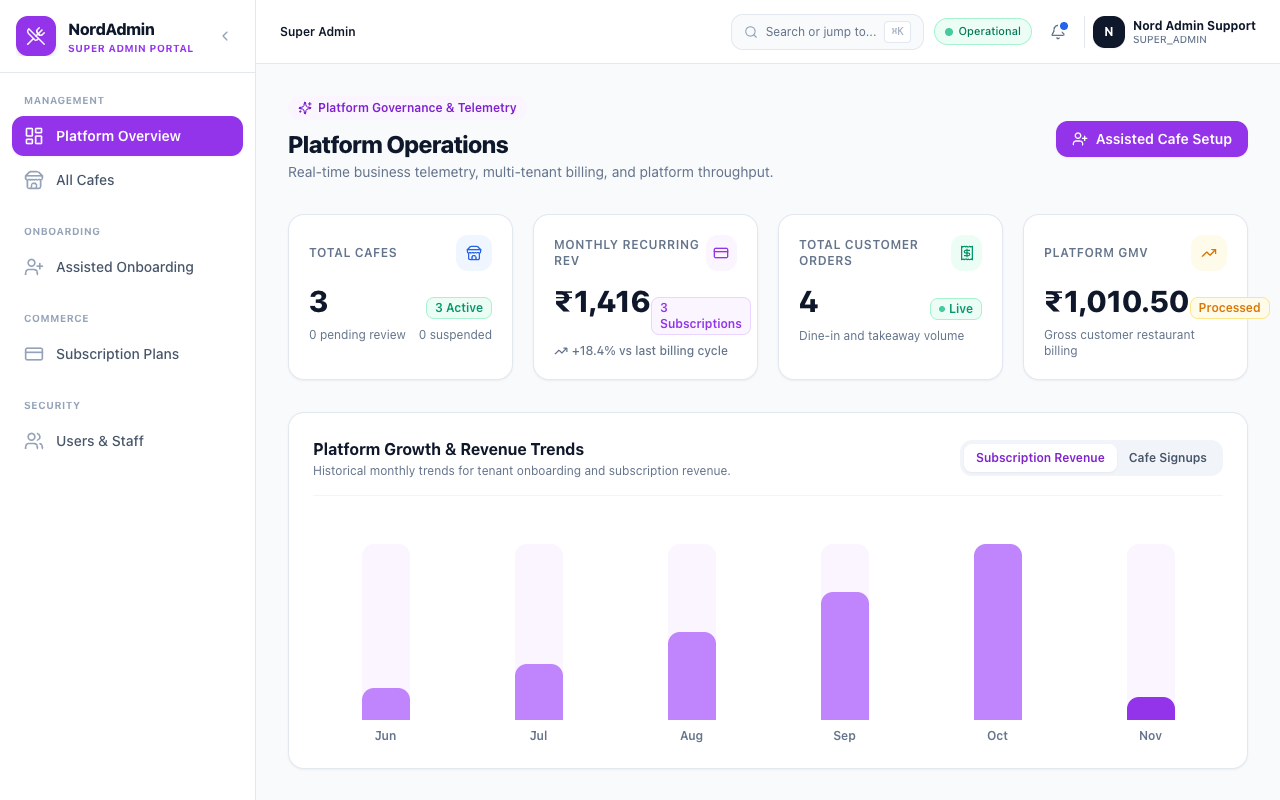 NordAdmin
SUPER ADMIN PORTAL
MANAGEMENT
Platform Overview
All Cafes
ONBOARDING
Assisted Onboarding
COMMERCE
Subscription Plans
SECURITY
Users & Staff
Super Admin
Search or jump to...
⌘K
Operational
N
Nord Admin Support
SUPER_ADMIN
Platform Governance & Telemetry
Platform Operations
Real-time business telemetry, multi-tenant billing, and platform throughput.
Assisted Cafe Setup
TOTAL CAFES
3
3 Active
0 pending review
0 suspended
MONTHLY RECURRING
REV
₹1,416
3
Subscriptions
+18.4% vs last billing cycle
TOTAL CUSTOMER
ORDERS
4
Live
Dine-in and takeaway volume
PLATFORM GMV
₹1,010.50
Processed
Gross customer restaurant
billing
Platform Growth & Revenue Trends
Historical monthly trends for tenant onboarding and subscription revenue.
Subscription Revenue
Cafe Signups
Jun
Jul
Aug
Sep
Oct
Nov